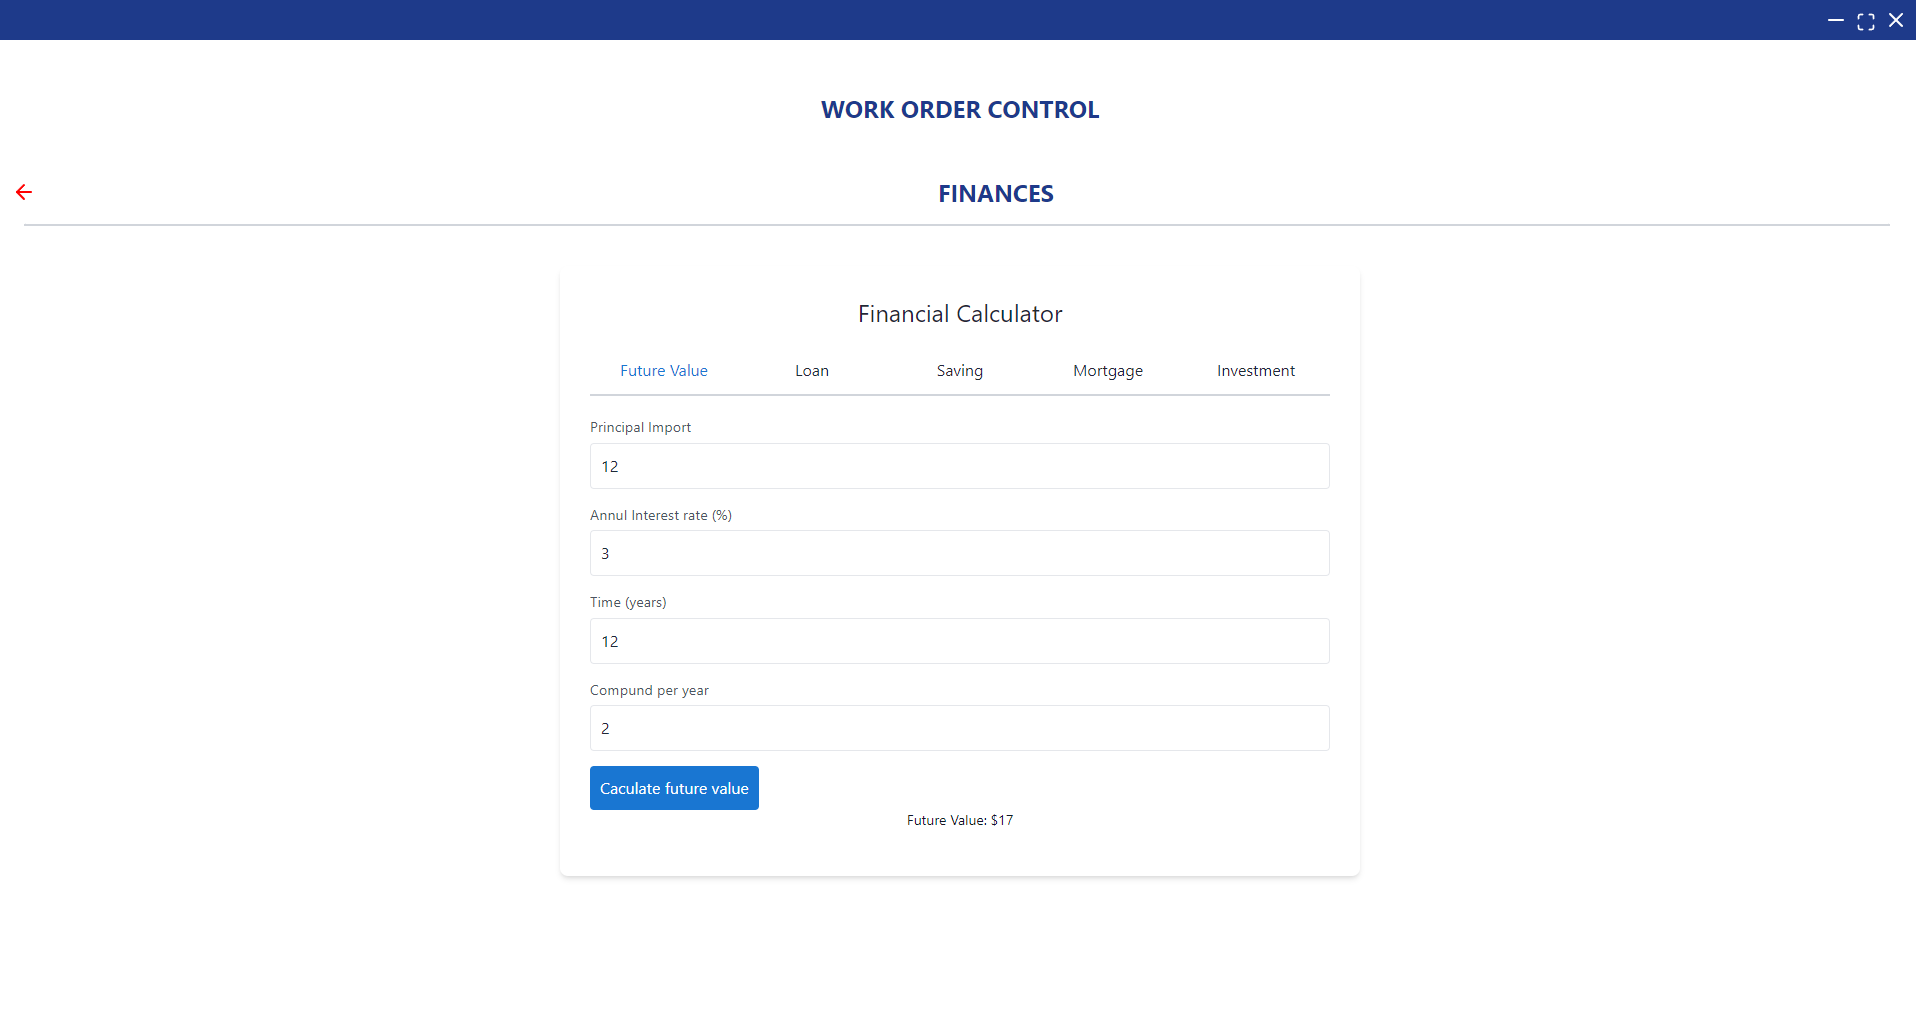 WORK ORDER CONTROL
FINANCES
Financial Calculator
Future Value Loan Saving Mortgage Investment
Principal Import
12
Annul Interest rate (%)
3
Time (years)
12
Compund per year
2
Caculate future value
Future Value: $17